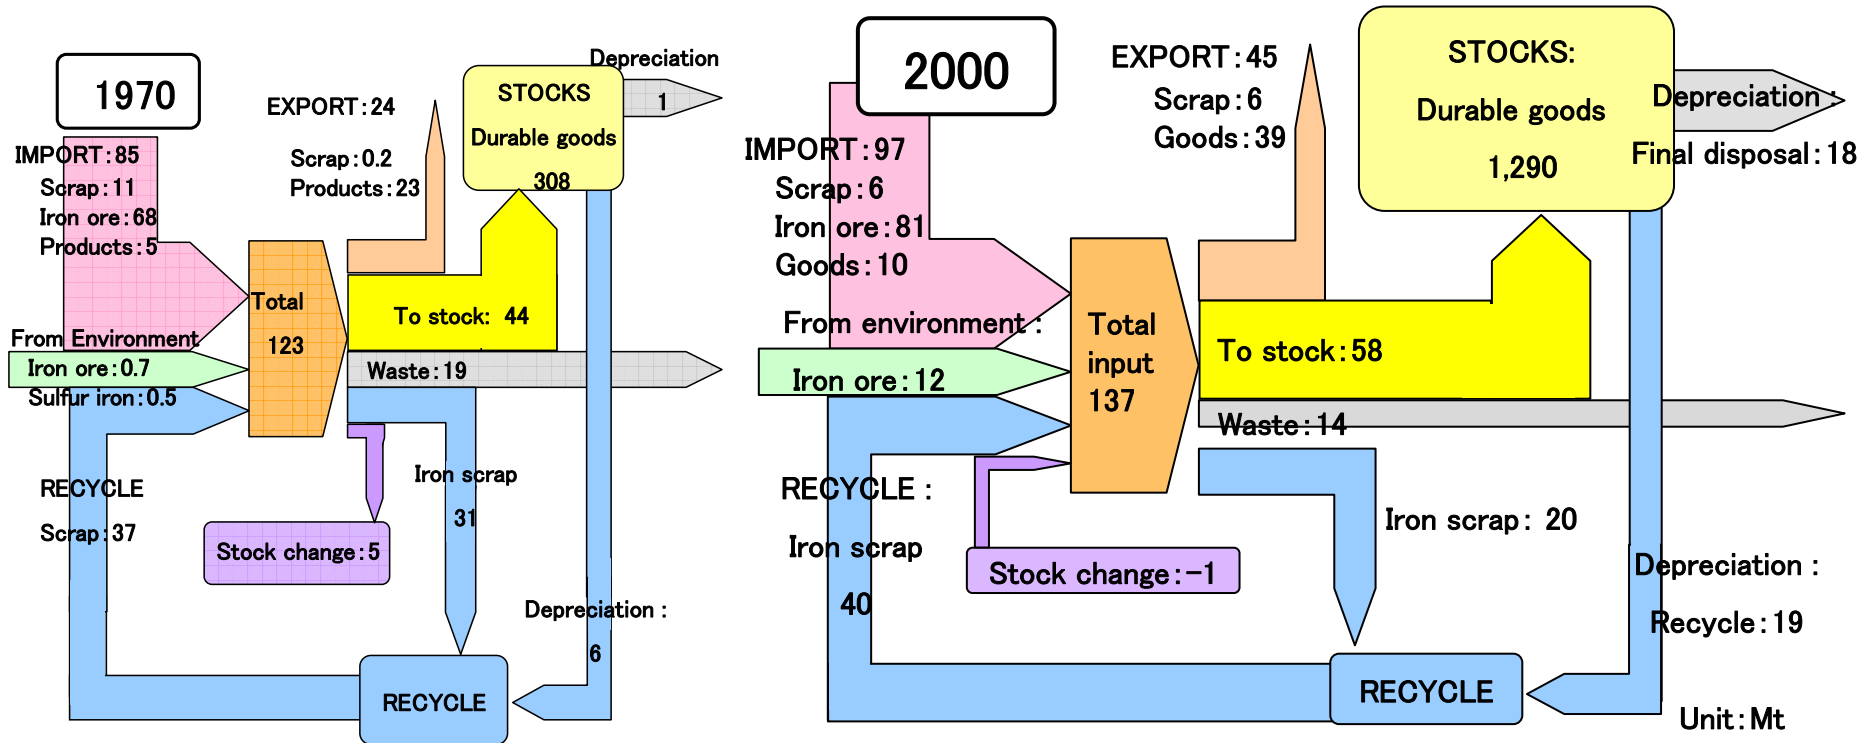 1970
Depreciation
1
EXPORT:24
Scrap:0.2
Products:23
STOCKS
Durable goods
308
IMPORT:85
Scrap:11
Iron ore:68
Products:5
Total
123
To stock: 44
From Environment
Iron ore:0.7
Sulfur iron:0.5
Waste:19
RECYCLE
Scrap:37
Iron scrap
31
Stock change:5
Depreciation :
6
RECYCLE
2000
EXPORT:45
Scrap:6
Goods:39
STOCKS:
Durable goods
1,290
Depreciation :
Final disposal:18
IMPORT:97
Scrap:6
Iron ore:81
Goods:10
From environment :
Iron ore:12
Total
input
137
To stock:58
Waste:14
RECYCLE :
Iron scrap
40
Stock change:-1
Iron scrap: 20
Depreciation :
Recycle:19
RECYCLE
Unit:Mt